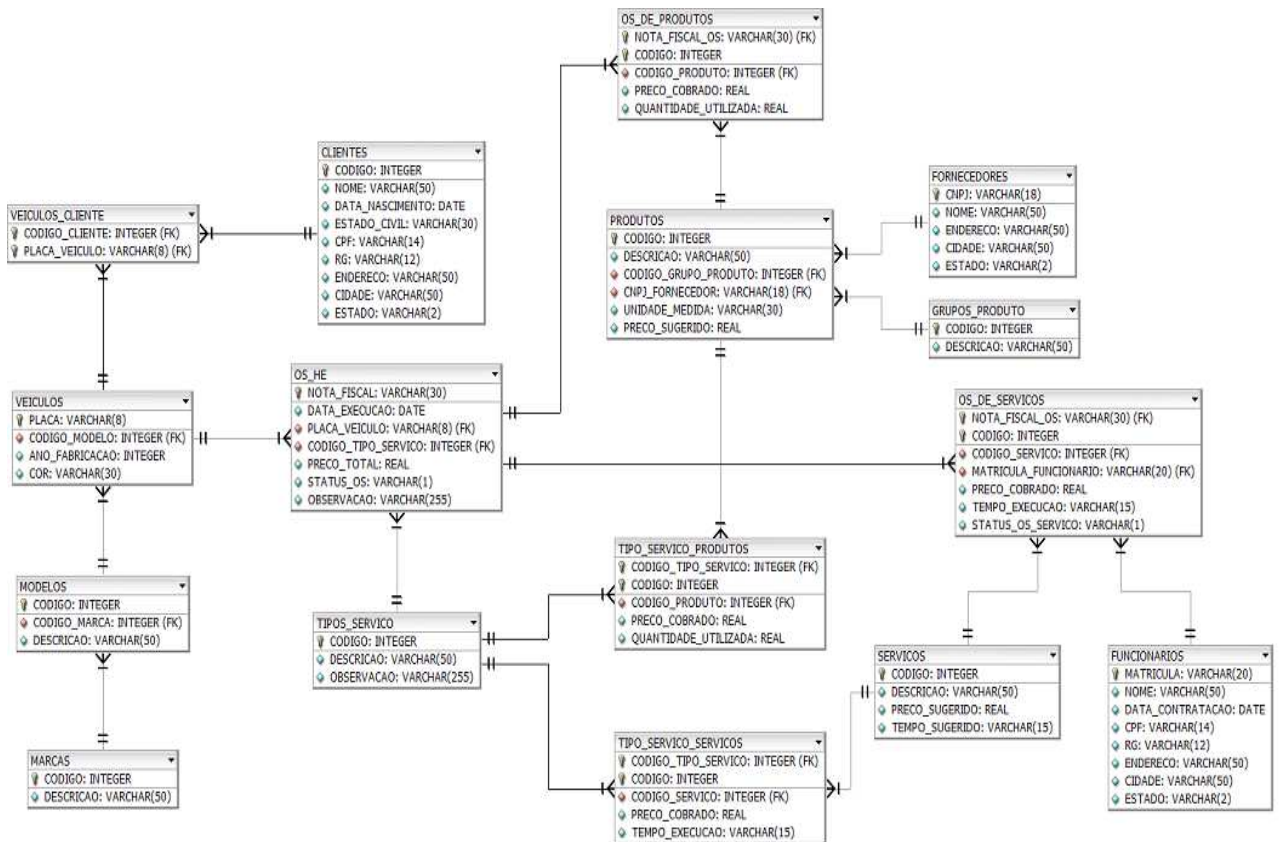 OS_DE_PRODUTOS
NOTA_FISCAL_OS: VARCHAR(30) (FK)
CODIGO: INTEGER
CODIGO_PRODUTO: INTEGER (FK)
PRECO_COBRADO: REAL
QUANTIDADE_UTILIZADA: REAL
CLIENTES
CODIGO: INTEGER
NOME: VARCHAR(50)
DATA_NASCIMENTO: DATE
ESTADO_CIVIL: VARCHAR(30)
CPF: VARCHAR(14)
RG: VARCHAR(12)
ENDERECO: VARCHAR(50)
CIDADE: VARCHAR(50)
ESTADO: VARCHAR(2)
VEICULOS_CLIENTE
CODIGO_CLIENTE: INTEGER (FK)
PLACA_VEICULO: VARCHAR(8) (FK)
PRODUTOS
CODIGO: INTEGER
DESCRICAO: VARCHAR(50)
CODIGO_GRUPO_PRODUTO: INTEGER (FK)
CNPJ_FORNECEDOR: VARCHAR(18) (FK)
UNIDADE_MEDIDA: VARCHAR(30)
PRECO_SUGERIDO: REAL
FORNECEDORES
CNPJ: VARCHAR(18)
NOME: VARCHAR(50)
ENDERECO: VARCHAR(50)
CIDADE: VARCHAR(50)
ESTADO: VARCHAR(2)
GRUPOS_PRODUTO
CODIGO: INTEGER
DESCRICAO: VARCHAR(50)
VEICULOS
PLACA: VARCHAR(8)
CODIGO_MODELO: INTEGER (FK)
ANO_FABRICACAO: INTEGER
COR: VARCHAR(30)
OS_HE
NOTA_FISCAL: VARCHAR(30)
DATA_EXECUCAO: DATE
PLACA_VEICULO: VARCHAR(8) (FK)
CODIGO_TIPO_SERVICO: INTEGER (FK)
PRECO_TOTAL: REAL
STATUS_OS: VARCHAR(1)
OBSERVACAO: VARCHAR(255)
OS_DE_SERVICOS
NOTA_FISCAL_OS: VARCHAR(30) (FK)
CODIGO: INTEGER
CODIGO_SERVICO: INTEGER (FK)
MATRICULA_FUNCIONARIO: VARCHAR(20) (FK)
PRECO_COBRADO: REAL
TEMPO_EXECUCAO: VARCHAR(15)
STATUS_OS_SERVICO: VARCHAR(1)
MODELOS
CODIGO: INTEGER
CODIGO_MARCA: INTEGER (FK)
DESCRICAO: VARCHAR(50)
TIPOS_SERVICO
CODIGO: INTEGER
DESCRICAO: VARCHAR(50)
OBSERVACAO: VARCHAR(255)
TIPO_SERVICO_PRODUTOS
CODIGO_TIPO_SERVICO: INTEGER (FK)
CODIGO: INTEGER
CODIGO_PRODUTO: INTEGER (FK)
PRECO_COBRADO: REAL
QUANTIDADE_UTILIZADA: REAL
SERVICOS
CODIGO: INTEGER
DESCRICAO: VARCHAR(50)
PRECO_SUGERIDO: REAL
TEMPO_SUGERIDO: VARCHAR(15)
FUNCIONARIOS
MATRICULA: VARCHAR(20)
NOME: VARCHAR(50)
DATA_CONTRATACAO: DATE
CPF: VARCHAR(14)
RG: VARCHAR(12)
ENDERECO: VARCHAR(50)
CIDADE: VARCHAR(50)
ESTADO: VARCHAR(2)
MARCAS
CODIGO: INTEGER
DESCRICAO: VARCHAR(50)
TIPO_SERVICO_SERVICOS
CODIGO_TIPO_SERVICO: INTEGER (FK)
CODIGO: INTEGER
CODIGO_SERVICO: INTEGER (FK)
PRECO_COBRADO: REAL
TEMPO_EXECUCAO: VARCHAR(15)